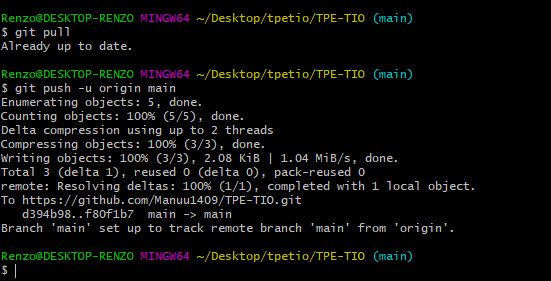 Renzo@DESKTOP-RENZO MINGW64 ~/Desktop/tpetio/TPE-TIO (main)
$ git pull
Already up to date.
Renzo@DESKTOP-RENZO MINGW64 ~/Desktop/tpetio/TPE-TIO (main)
$ git push -u origin main
Enumerating objects: 5, done.
Counting objects: 100% (5/5), done.
Delta compression using up to 2 threads
Compressing objects: 100% (3/3), done.
Writing objects: 100% (3/3), 2.08 KiB | 1.04 MiB/s, done.
Total 3 (delta 1), reused 0 (delta 0), pack-reused 0
remote: Resolving deltas: 100% (1/1), completed with 1 local object.
To https://github.com/Manuu1409/TPE-TIO.git
   d394b98..f80f1b7  main -> main
Branch 'main' set up to track remote branch 'main' from 'origin'.
Renzo@DESKTOP-RENZO MINGW64 ~/Desktop/tpetio/TPE-TIO (main)
$